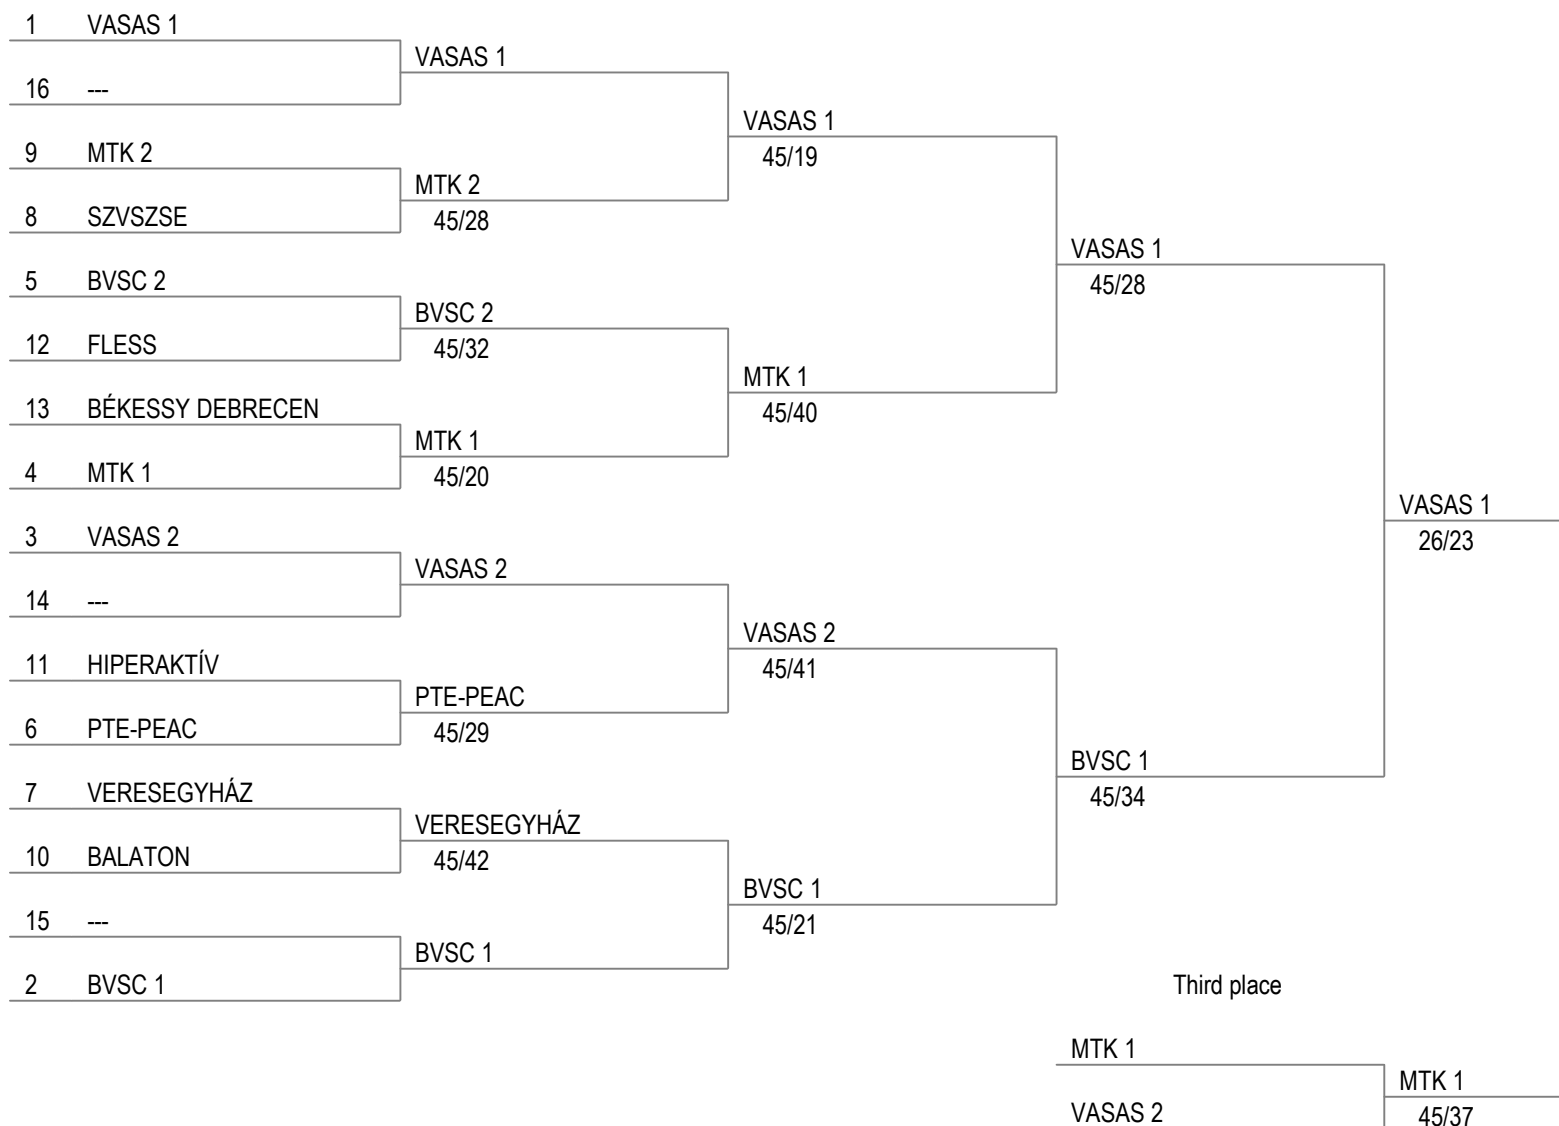 1 VASAS 1
VASAS 1
16 ---
VASAS 1
45/19
9 MTK 2
MTK 2
45/28
8 SZVSZSE
VASAS 1
45/28
5 BVSC 2
BVSC 2
45/32
12 FLESS
MTK 1
45/40
13 BÉKESSY DEBRECEN
MTK 1
45/20
4 MTK 1
VASAS 1
26/23
3 VASAS 2
VASAS 2
14 ---
VASAS 2
45/41
11 HIPERAKTÍV
PTE-PEAC
45/29
6 PTE-PEAC
BVSC 1
45/34
7 VERESEGYHÁZ
VERESEGYHÁZ
45/42
10 BALATON
BVSC 1
45/21
15 ---
BVSC 1
2 BVSC 1
Third place
MTK 1
MTK 1
45/37
VASAS 2